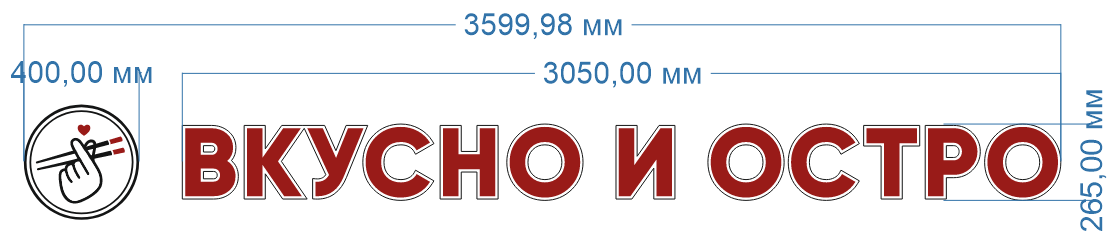 3599,98 мм
400,00 мм
3050,00 мм
ВКУСНО И ОСТРО
265,00 мм